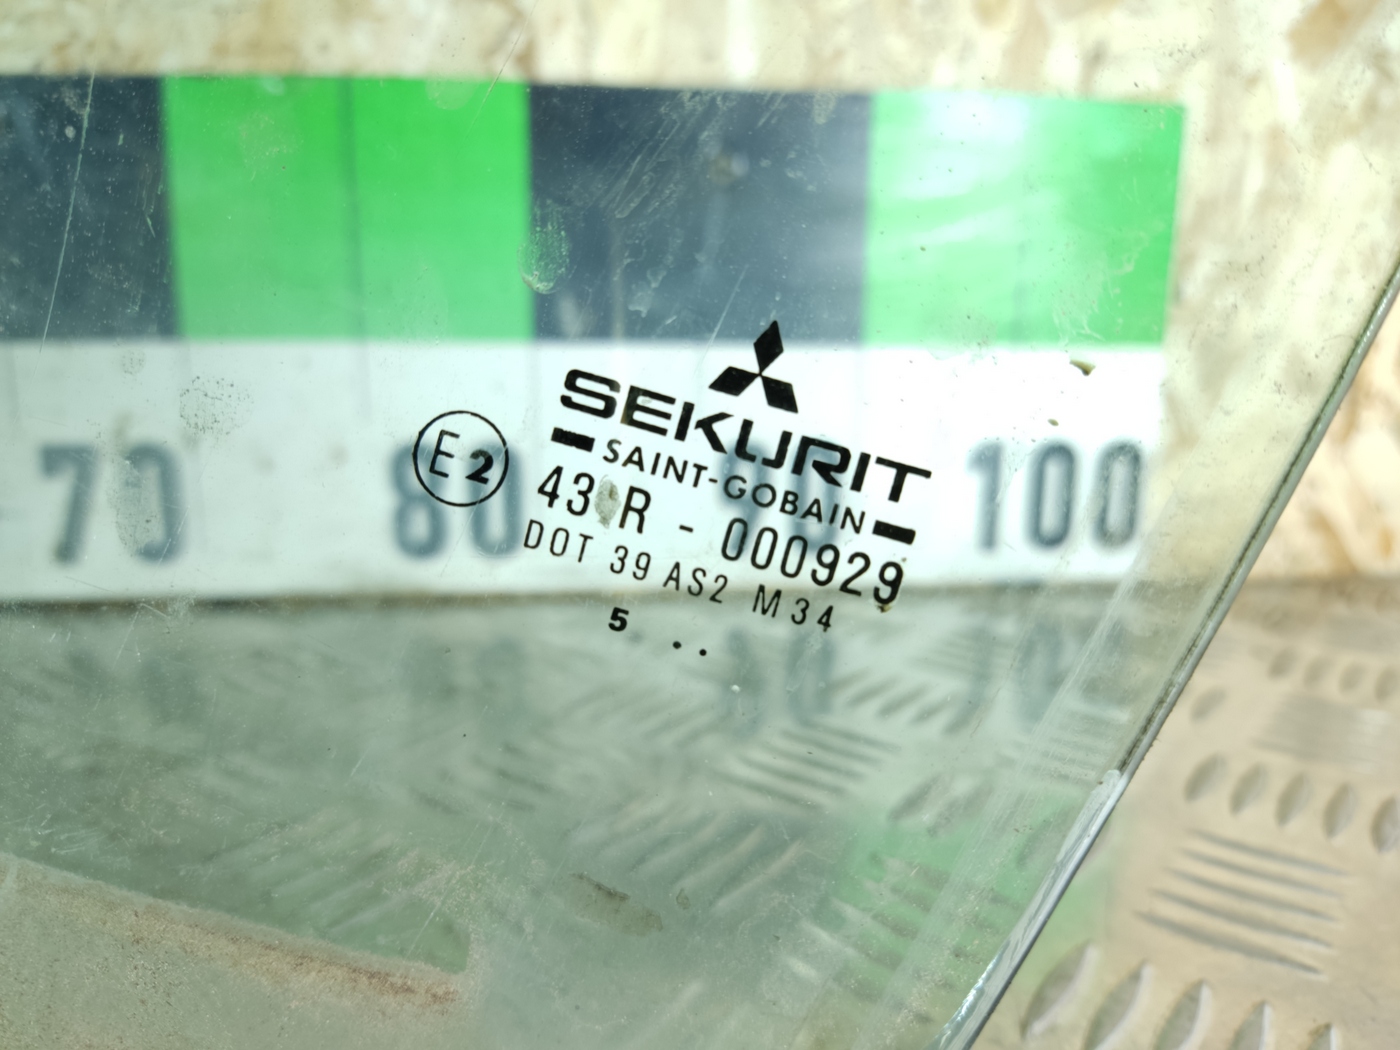 SEKURIT
SAINT-GOBAIN
E2
43 R - 000929
DOT 39 AS2 M34
5 ..
70 80 100